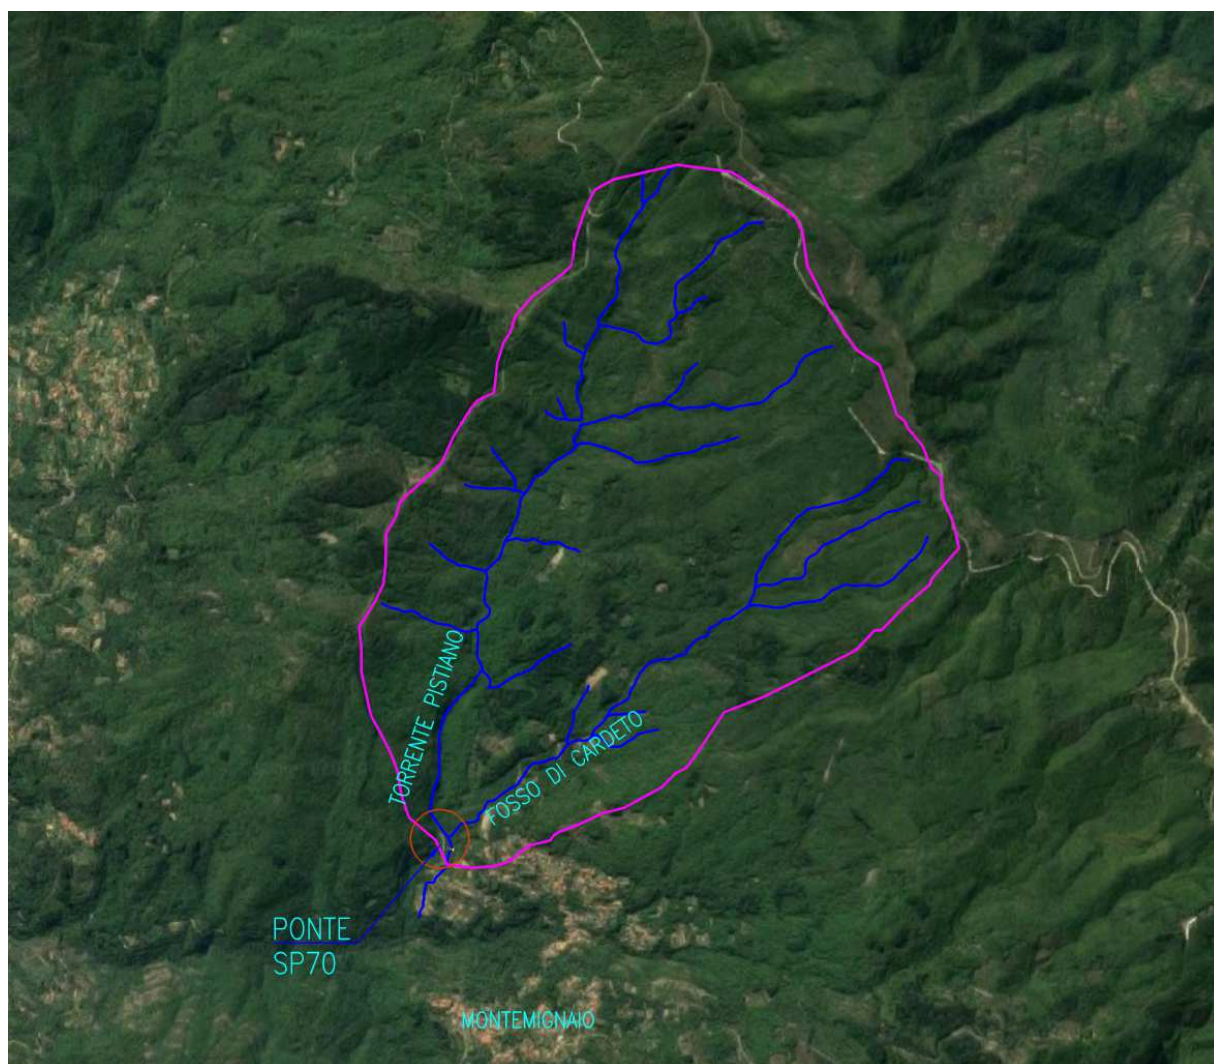 TORRENTE PISTIANO
FOSSO DI CARDETO
PONTE
SP70
MONTEMIGNAIO